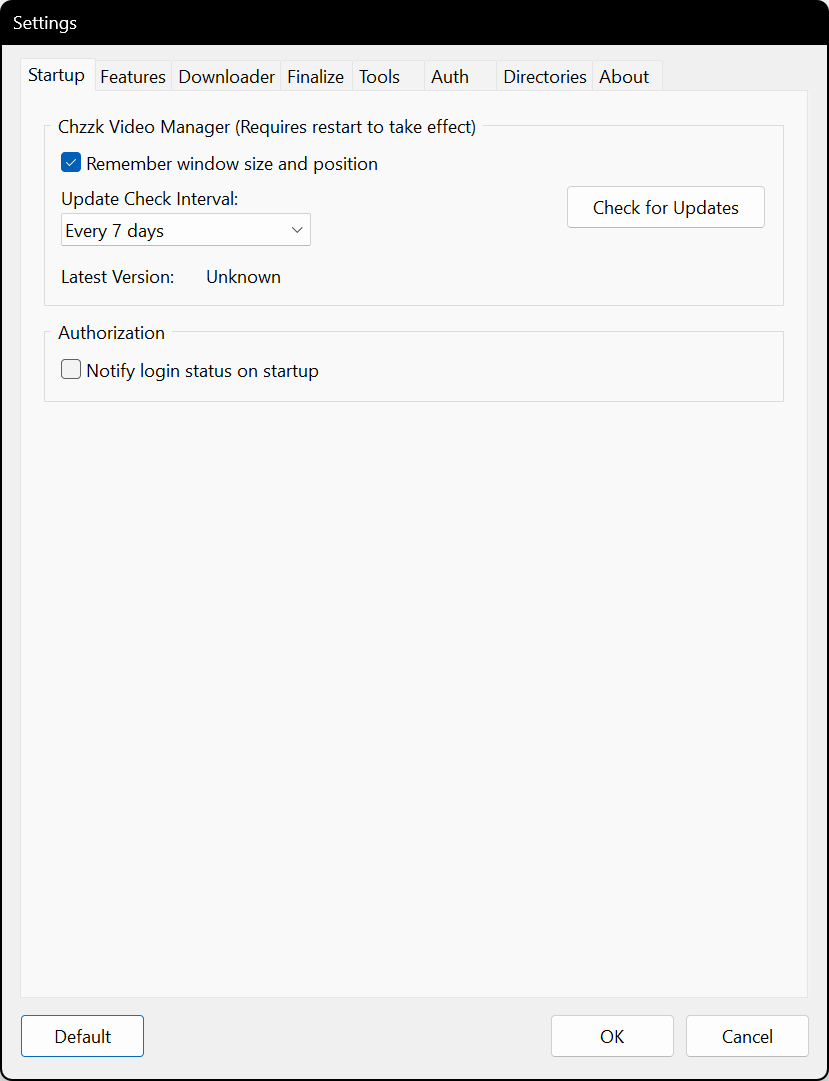 Settings
Startup Features Downloader Finalize Tools Auth Directories About
Chzzk Video Manager (Requires restart to take effect)
Remember window size and position
Update Check Interval:
Check for Updates
Every 7 days
Latest Version: Unknown
Authorization
Notify login status on startup
Default OK Cancel